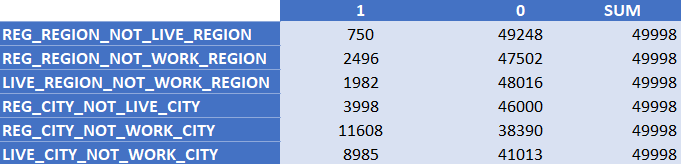 1 0 SUM
REG_REGION_NOT_LIVE_REGION 750 49248 49998
REG_REGION_NOT_WORK_REGION 2496 47502 49998
LIVE_REGION_NOT_WORK_REGION 1982 48016 49998
REG_CITY_NOT_LIVE_CITY 3998 46000 49998
REG_CITY_NOT_WORK_CITY 11608 38390 49998
LIVE_CITY_NOT_WORK_CITY 8985 41013 49998